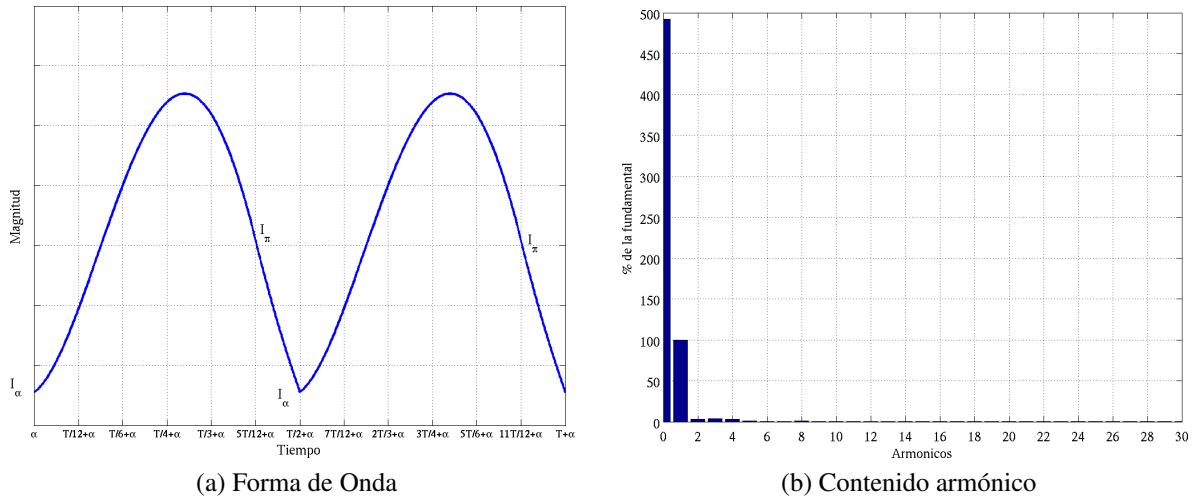 Magnitud
I_π
I_π
I_α
I_α
α T/12+α T/6+α T/4+α T/3+α 5T/12+α T/2+α 7T/12+α 2T/3+α 3T/4+α 5T/6+α 11T/12+α T+α
Tiempo
(a) Forma de Onda
% de la fundamental
500
450
400
350
300
250
200
150
100
50
0
0 2 4 6 8 10 12 14 16 18 20 22 24 26 28 30
Armonicos
(b) Contenido armónico